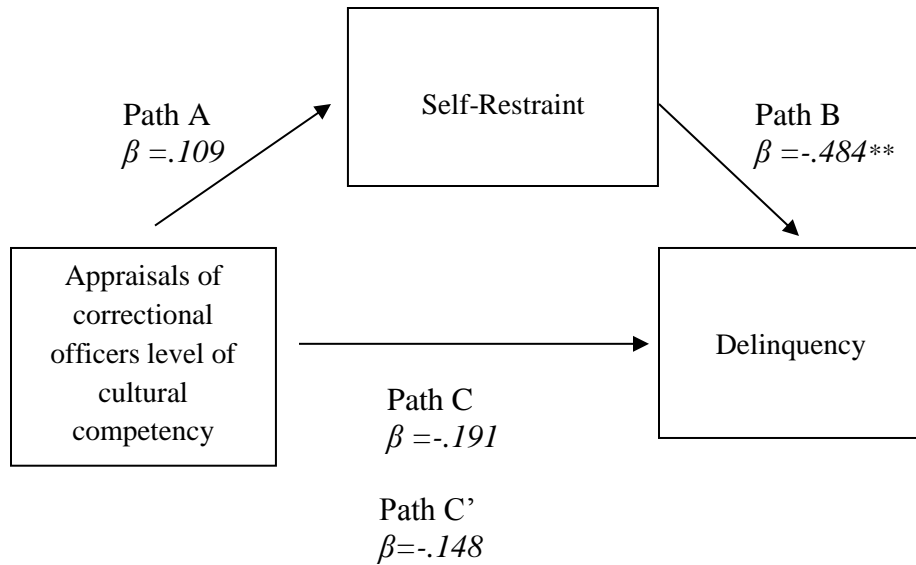 Path A
β =.109
Self-Restraint
Path B
β =-.484**
Appraisals of
correctional
officers level of
cultural
competency
Delinquency
Path C
β =-.191
Path C’
β=-.148